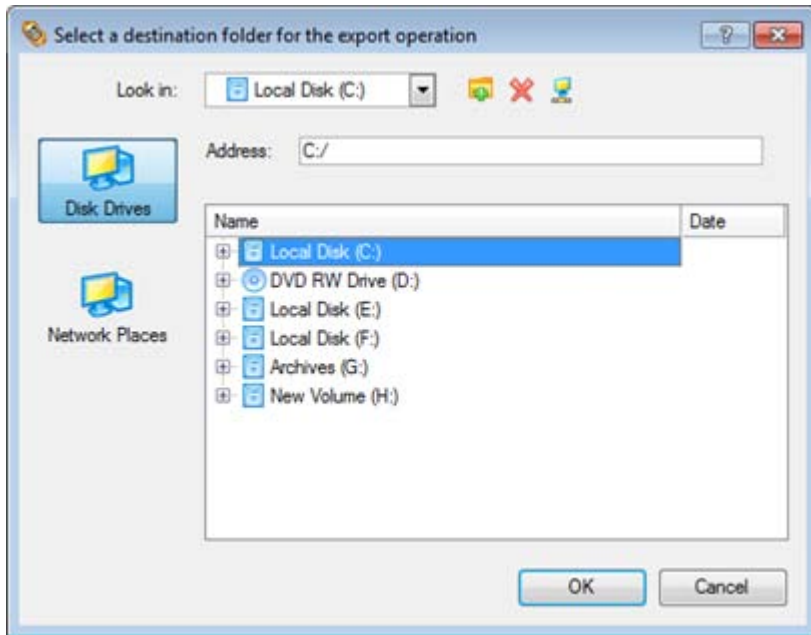 Select a destination folder for the export operation
Look in: Local Disk (C:)
Address: C:/
Disk Drives
Network Places
Name Date
Local Disk (C:)
DVD RW Drive (D:)
Local Disk (E:)
Local Disk (F:)
Archives (G:)
New Volume (H:)
OK Cancel